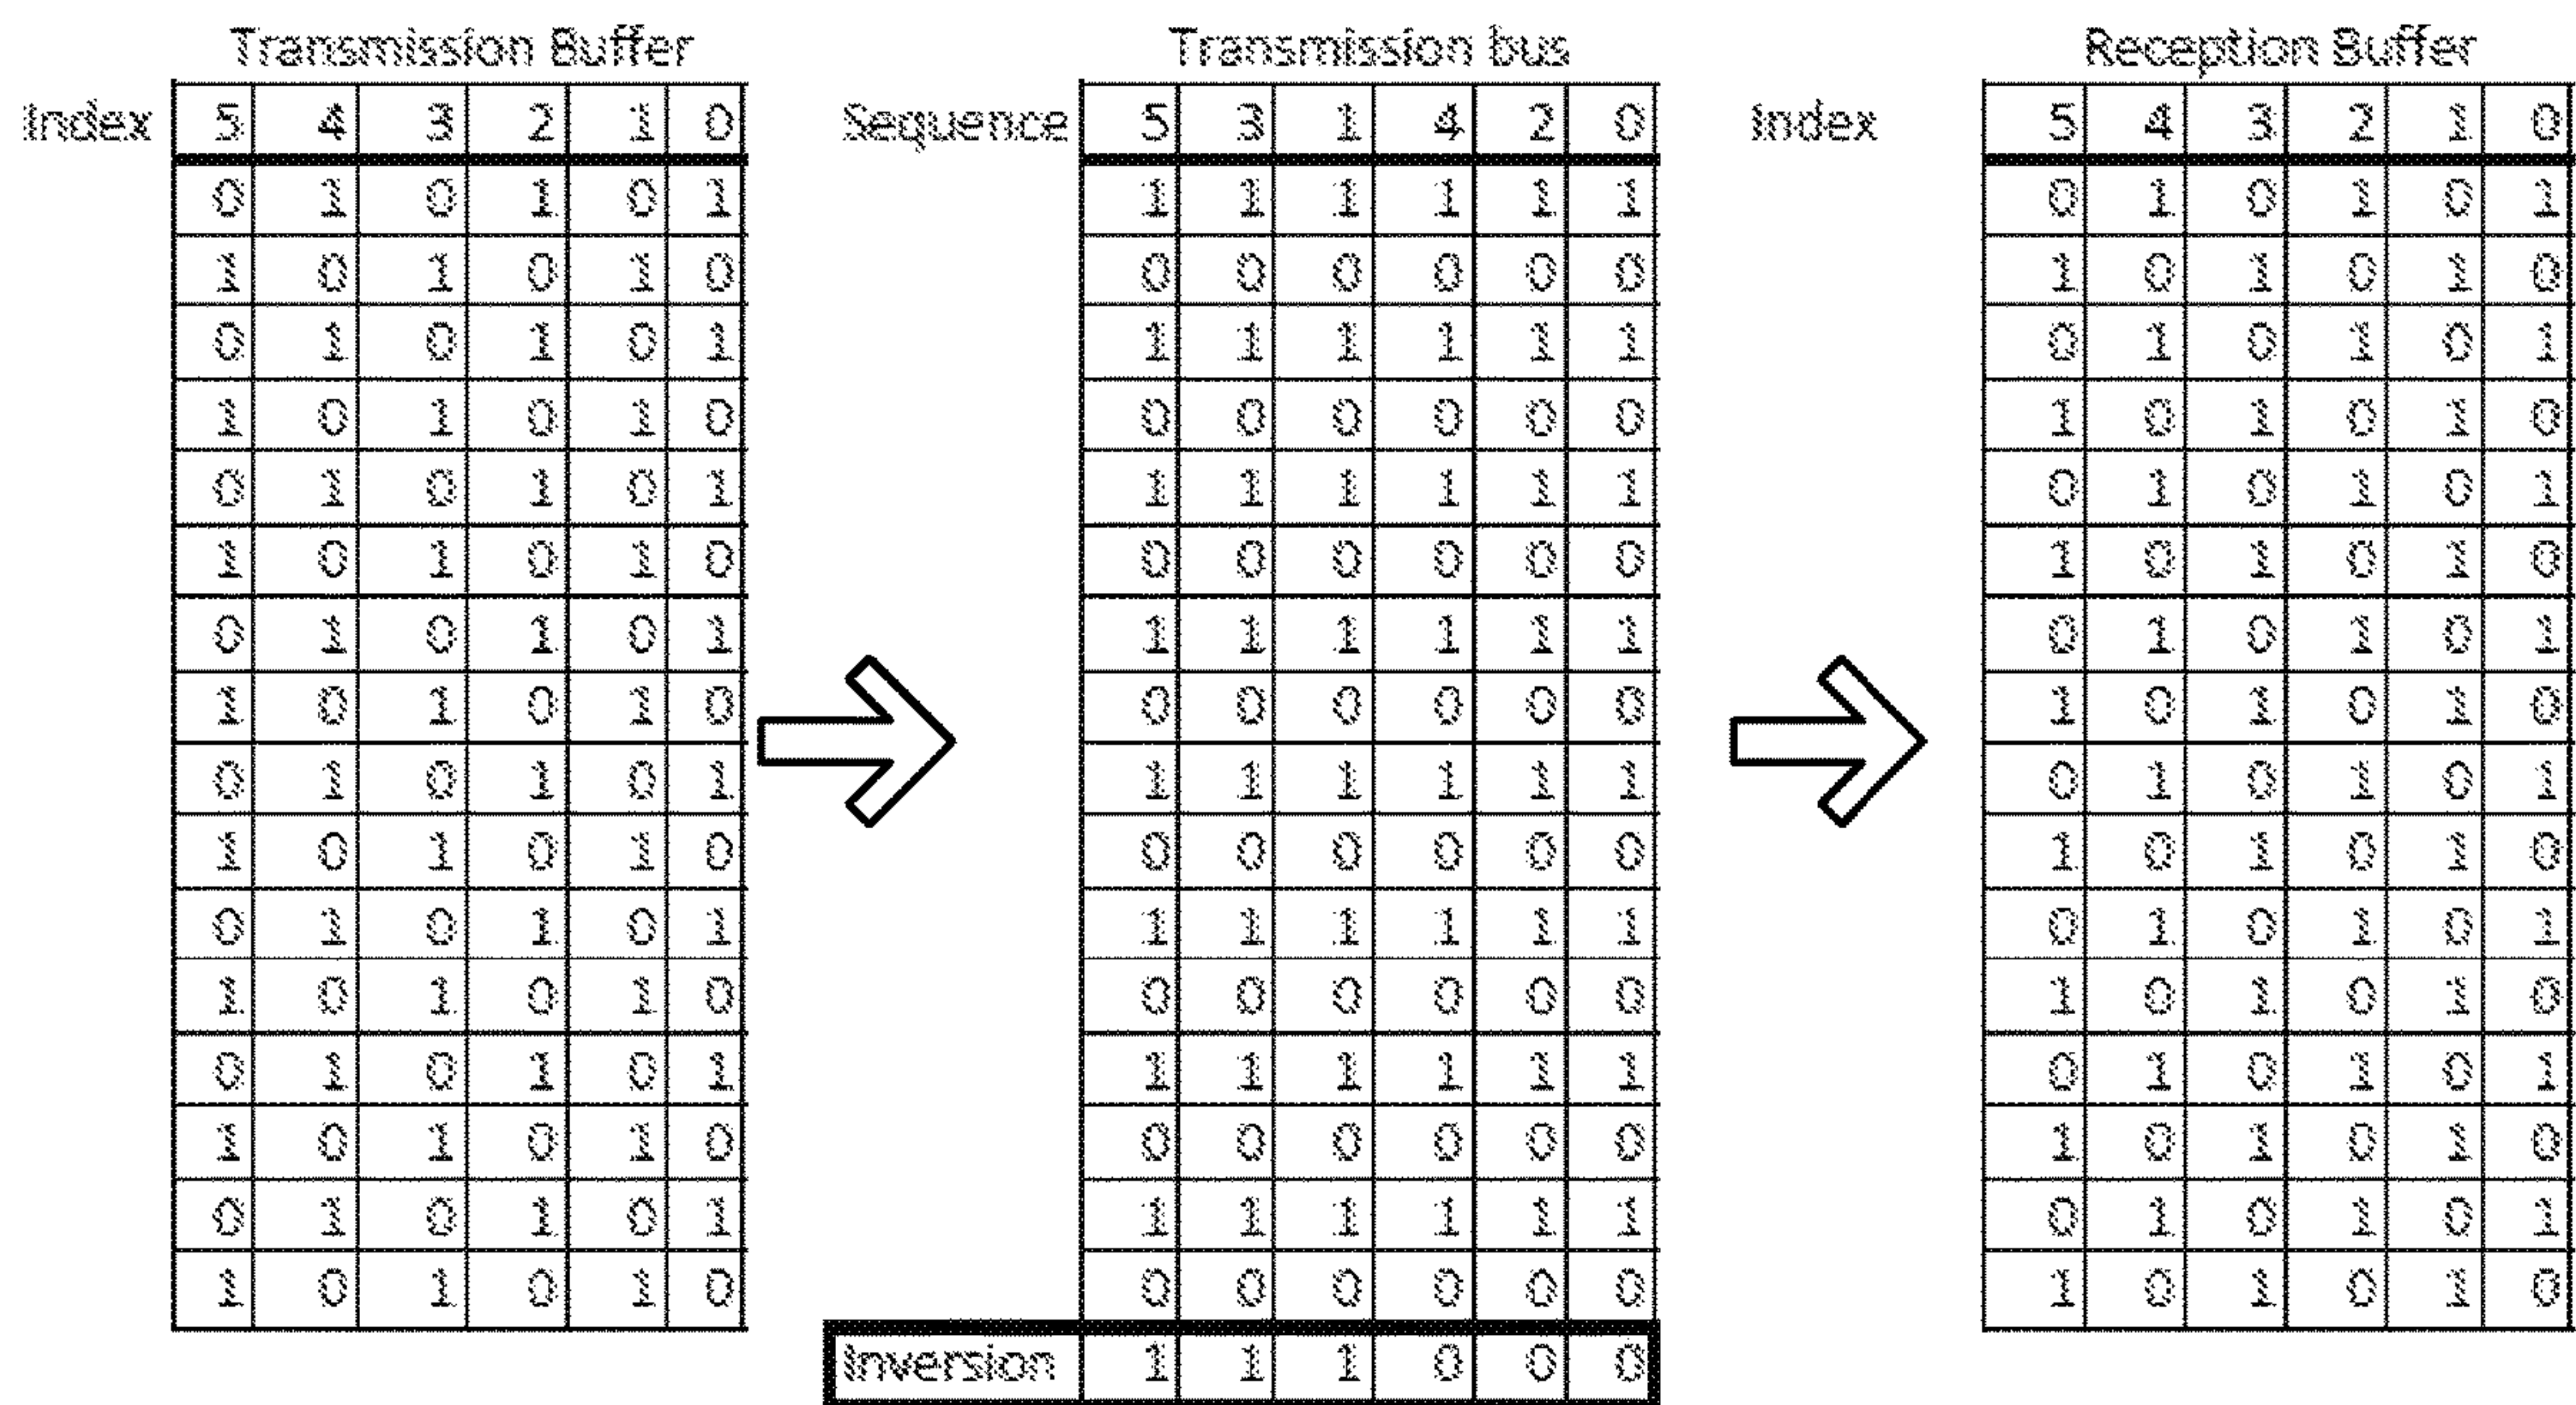 Transmission Buffer Transmission bus Reception Buffer
Index 5 4 3 2 1 0 Sequence 5 3 1 4 2 0 Index 5 4 3 2 1 0
0 1 0 1 0 1 1 1 1 1 1 1 0 1 0 1 0 1
1 0 1 0 1 0 0 0 0 0 0 0 1 0 1 0 1 0
0 1 0 1 0 1 1 1 1 1 1 1 0 1 0 1 0 1
1 0 1 0 1 0 0 0 0 0 0 0 1 0 1 0 1 0
0 1 0 1 0 1 1 1 1 1 1 1 0 1 0 1 0 1
1 0 1 0 1 0 0 0 0 0 0 0 1 0 1 0 1 0
0 1 0 1 0 1 1 1 1 1 1 1 0 1 0 1 0 1
1 0 1 0 1 0 0 0 0 0 0 0 1 0 1 0 1 0
0 1 0 1 0 1 1 1 1 1 1 1 0 1 0 1 0 1
1 0 1 0 1 0 0 0 0 0 0 0 1 0 1 0 1 0
0 1 0 1 0 1 1 1 1 1 1 1 0 1 0 1 0 1
1 0 1 0 1 0 0 0 0 0 0 0 1 0 1 0 1 0
0 1 0 1 0 1 1 1 1 1 1 1 0 1 0 1 0 1
1 0 1 0 1 0 0 0 0 0 0 0 1 0 1 0 1 0
0 1 0 1 0 1 1 1 1 1 1 1 0 1 0 1 0 1
1 0 1 0 1 0 0 0 0 0 0 0 1 0 1 0 1 0
Inversion 1 1 1 0 0 0